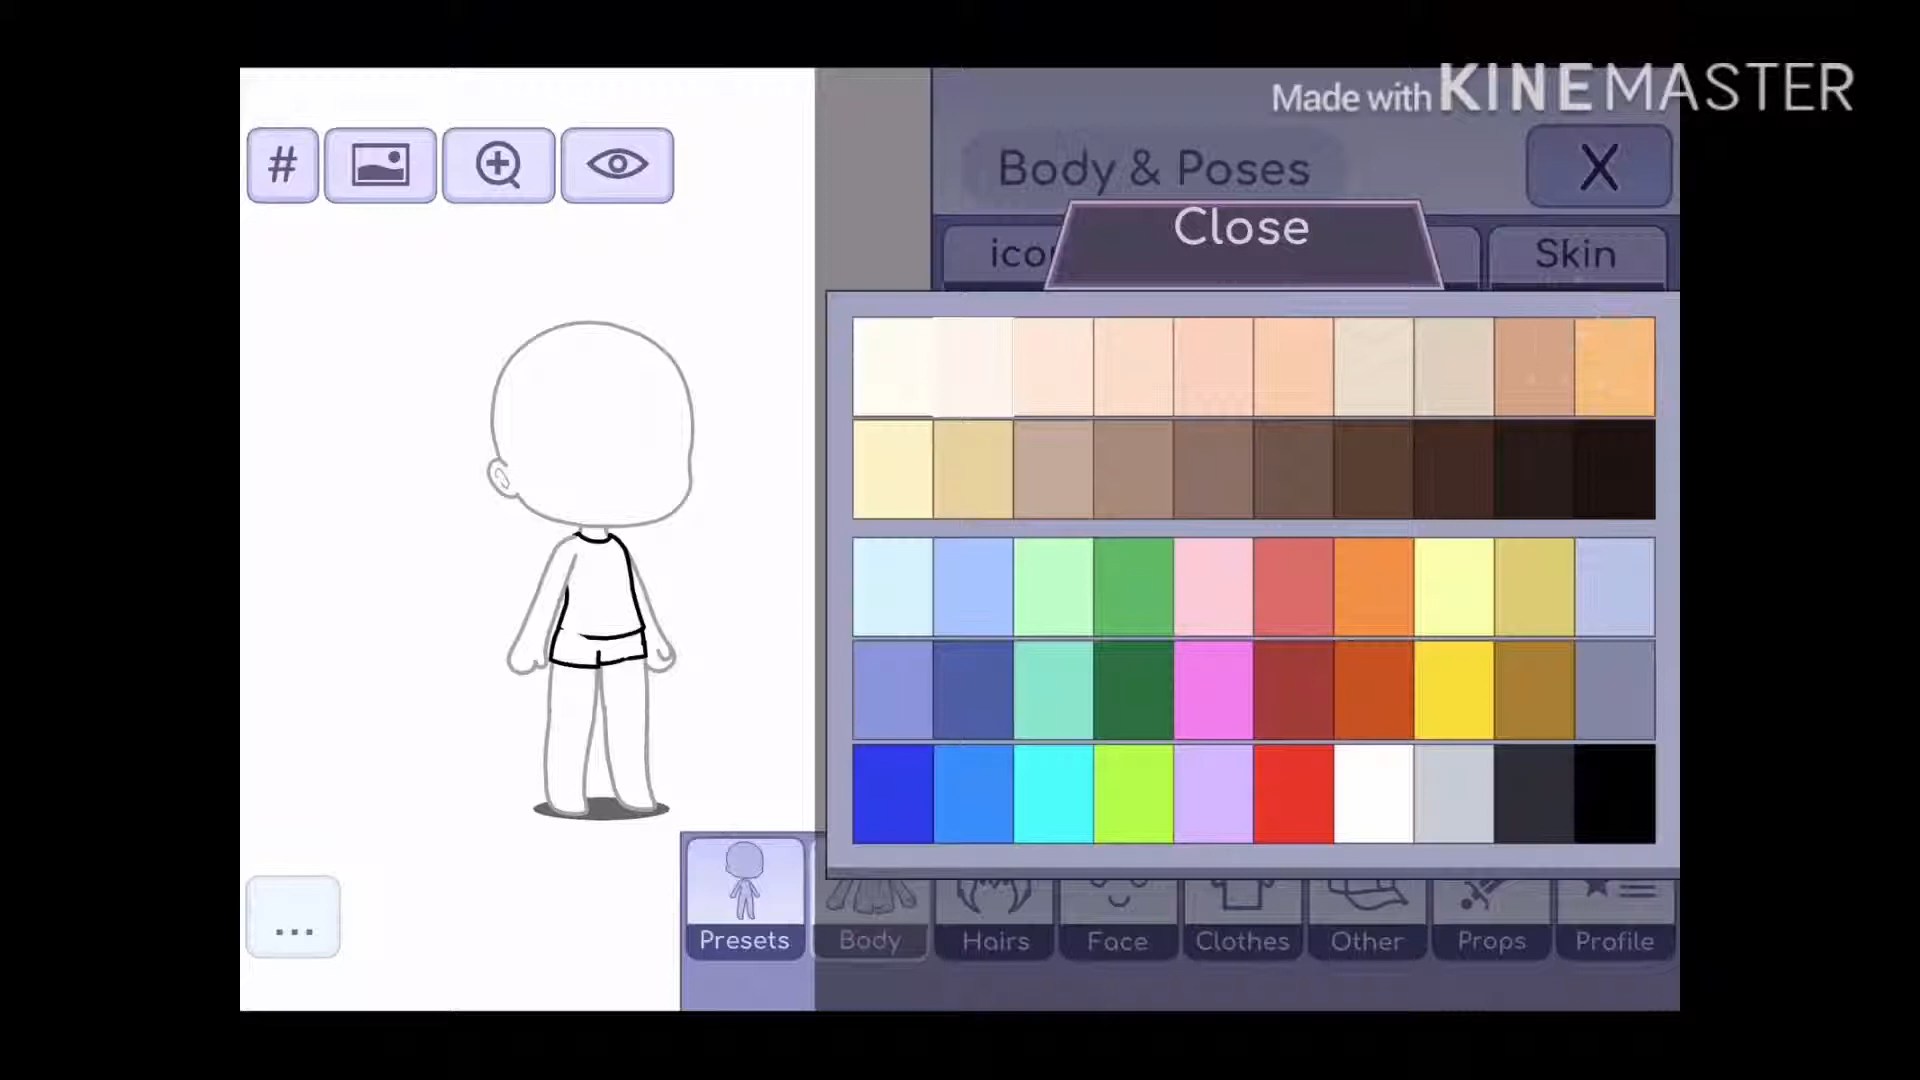 Made with KINEMASTER
#
Body & Poses
X
Close
Skin
...
Presets
Body
Hairs
Face
Clothes
Other
Props
Profile